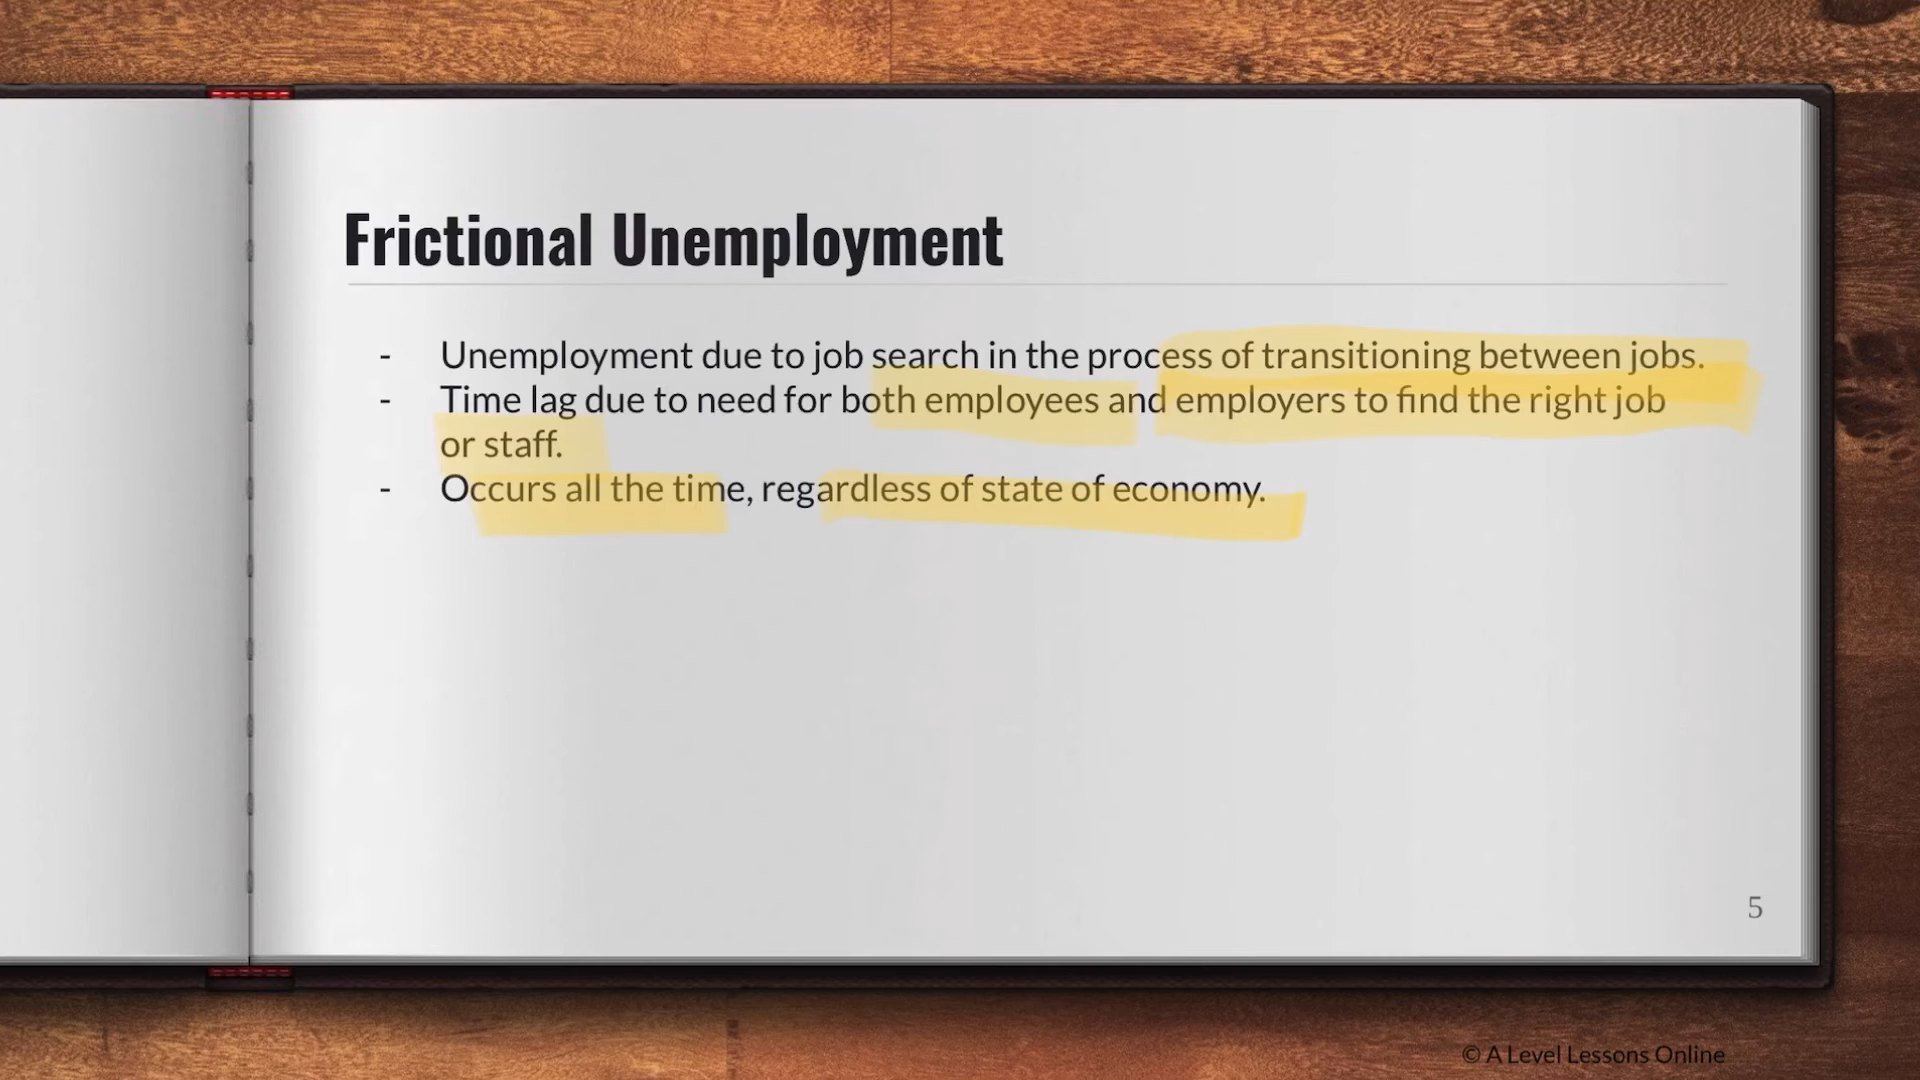 Frictional Unemployment
- Unemployment due to job search in the process of transitioning between jobs.
- Time lag due to need for both employees and employers to find the right job
or staff.
- Occurs all the time, regardless of state of economy.
5
© A Level Lessons Online